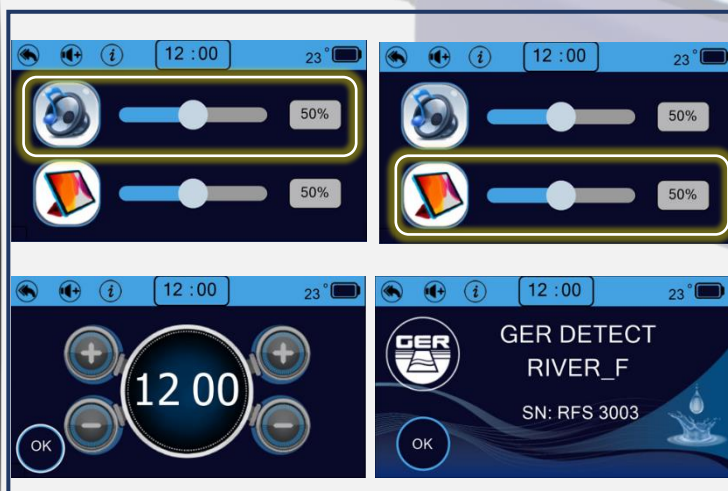 i 12 :00 23°
50%
50%
i 12 :00 23°
50%
50%
i 12 :00 23°
12 00
OK
i 12 :00 23°
GER
GER DETECT
RIVER_F
SN: RFS 3003
OK